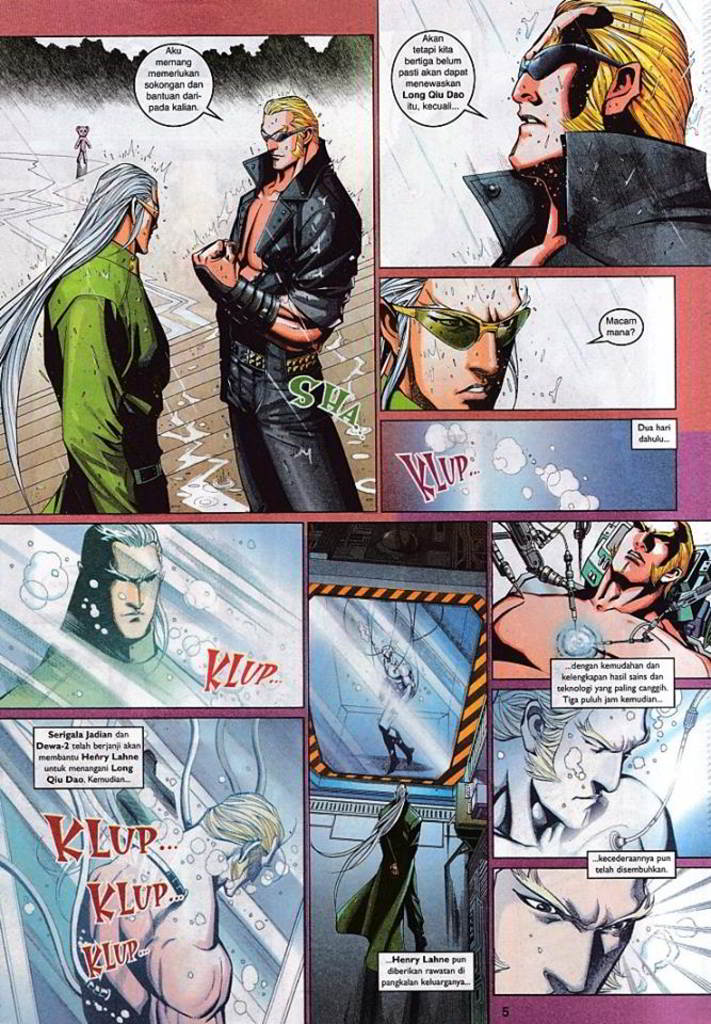 Aku
memang
memerlukan
sokongan dan
bantuan dari-
pada kalian.
SHA...
Akan
tetapi kita
bertiga belum
pasti akan dapat
menewaskan
Long Qiu Dao
itu, kecuali...
Macam
mana?
Dua hari
dahulu...
KLUP...
KLUP...
Serigala Jadian dan
Dewa-2 telah berjanji akan
membantu Henry Lahne
untuk menangani Long
Qiu Dao. Kemudian...
KLUP...
KLUP...
KLUP...
...Henry Lahne pun
diberikan rawatan di
pangkalan keluarganya...
...dengan kemudahan dan
kelengkapan hasil sains dan
teknologi yang paling canggih.
Tiga puluh jam kemudian...
...kecederaannya pun
telah disembuhkan.
5